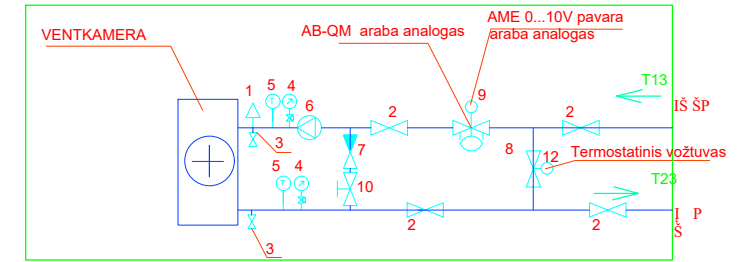 AME 0...10V pavara
araba analogas
AB-QM araba analogas
VENTKAMERA
T13
IŠ ŠP
1
5
4
6
2
9
2
T
3
7
8
12
Termostatinis vožtuvas
5
4
10
T23
T
2
2
Į P
Š
3